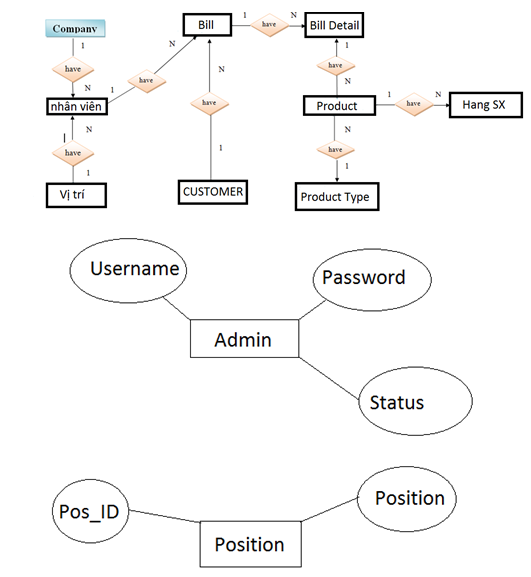 Company
Bill
Bill Detail
1
have
N
1
have
N
N
N
have
1
have
nhân viên
1
N
have
1
N
have
1
Product
1
have
N
Hang SX
N
have
1
Vị trí
CUSTOMER
Product Type
Username
Password
Admin
Status
Pos_ID
Position
Position